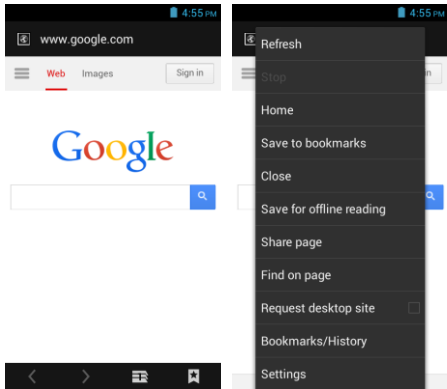 4:55 PM
www.google.com
Web Images Sign in
Google
4:55 PM
Refresh
Stop
in
Home
Save to bookmarks
Close
Save for offline reading
Share page
Find on page
Request desktop site
Bookmarks/History
Settings